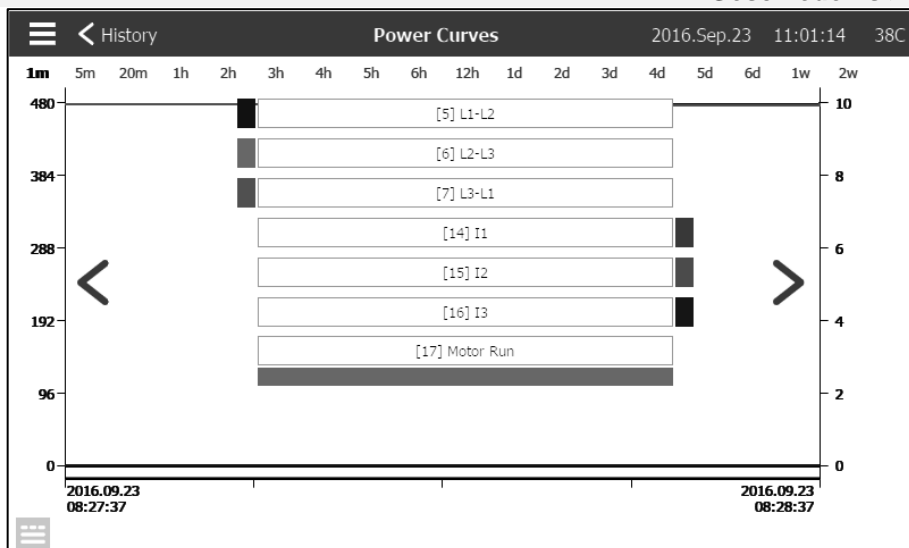 History Power Curves 2016.Sep.23 11:01:14 38C
1m 5m 20m 1h 2h 3h 4h 5h 6h 12h 1d 2d 3d 4d 5d 6d 1w 2w
480 [5] L1-L2 10
[6] L2-L3
384 8
[7] L3-L1
[14] I1
288 6
[15] I2
192 [16] I3 4
[17] Motor Run
96 2
0 0
2016.09.23 2016.09.23
08:27:37 08:28:37